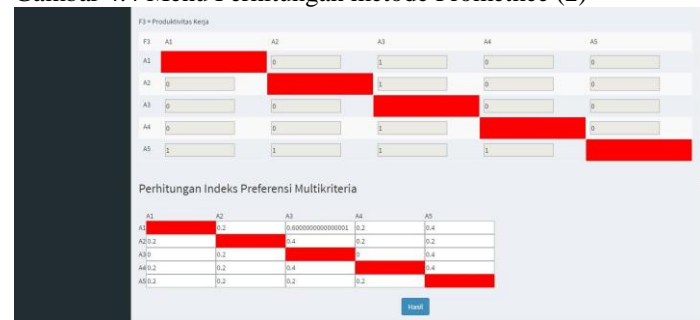 Gambar 4.4 Menu Perhitungan metode Promethee (2)
F3 = Produktivitas Kerja
F3 A1 A2 A3 A4 A5
A1 0 1 0 0
A2 0 1 0 0
A3 0 0 0 0
A4 0 0 1 0
A5 1 1 1 1
Perhitungan Indeks Preferensi Multikriteria
A1 A2 A3 A4 A5
A1 0.2 0.6000000000000001 0.2 0.4
A2 0.2 0.4 0.2 0.2
A3 0 0.2 0 0.4
A4 0.2 0.2 0.4 0.4
A5 0.2 0.2 0.2 0.2
Hasil